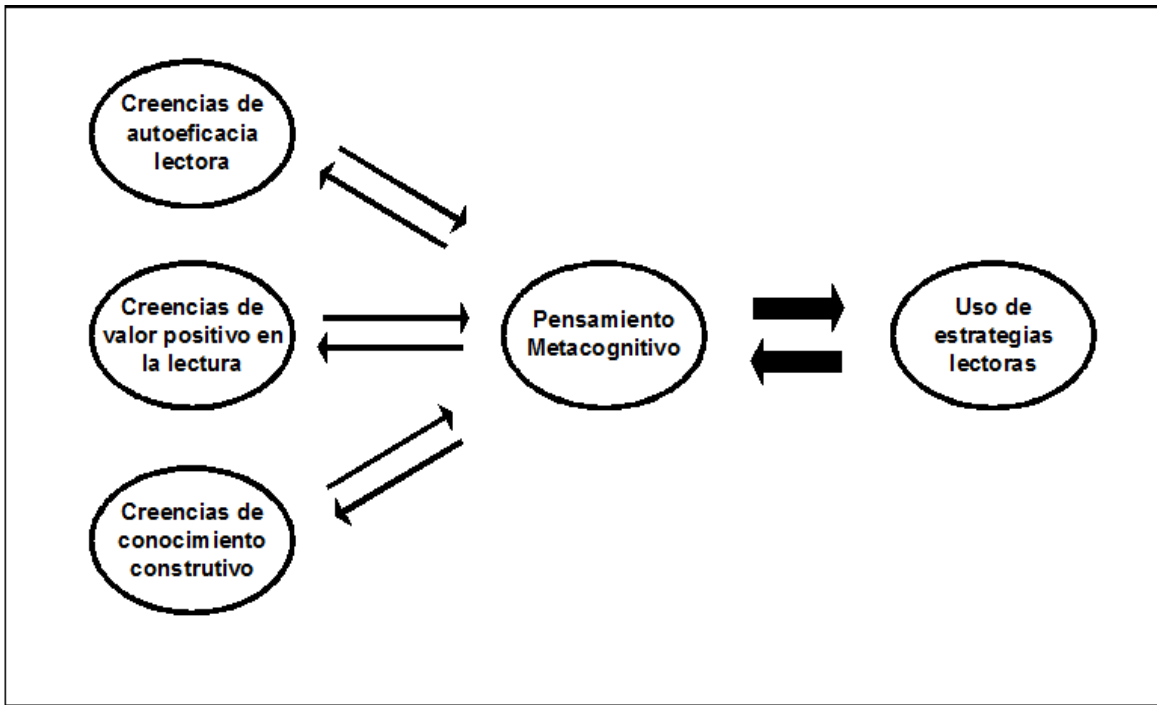 Creencias de
autoeficacia
lectora
Creencias de
valor positivo en
la lectura
Pensamiento
Metacognitivo
Uso de
estrategias
lectoras
Creencias de
conocimiento
construtivo